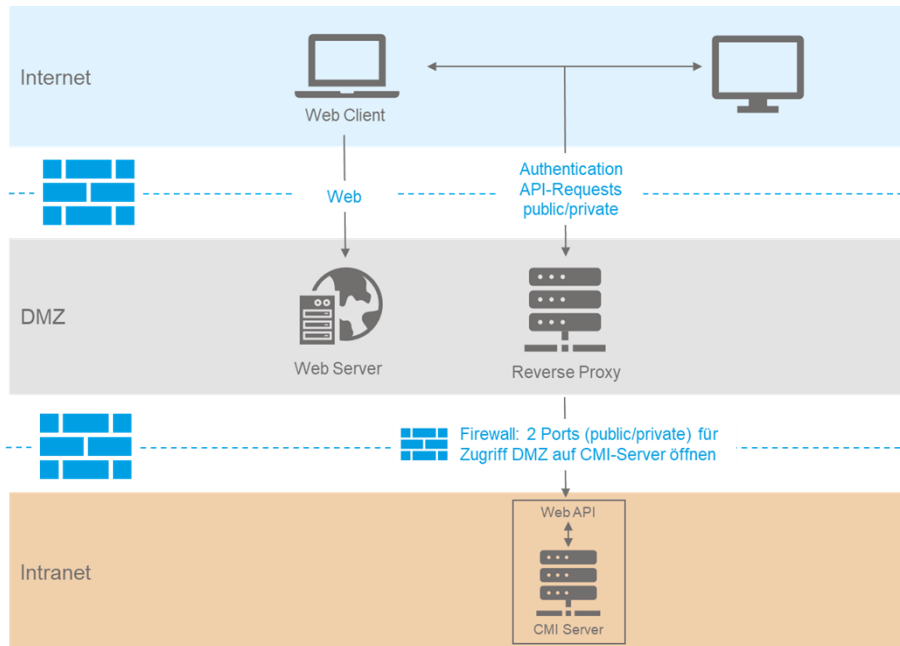 Internet
Web Client
Web
Authentication
API-Requests
public/private
DMZ
Web Server
Reverse Proxy
Firewall: 2 Ports (public/private) für
Zugriff DMZ auf CMI-Server öffnen
Intranet
Web API
CMI Server